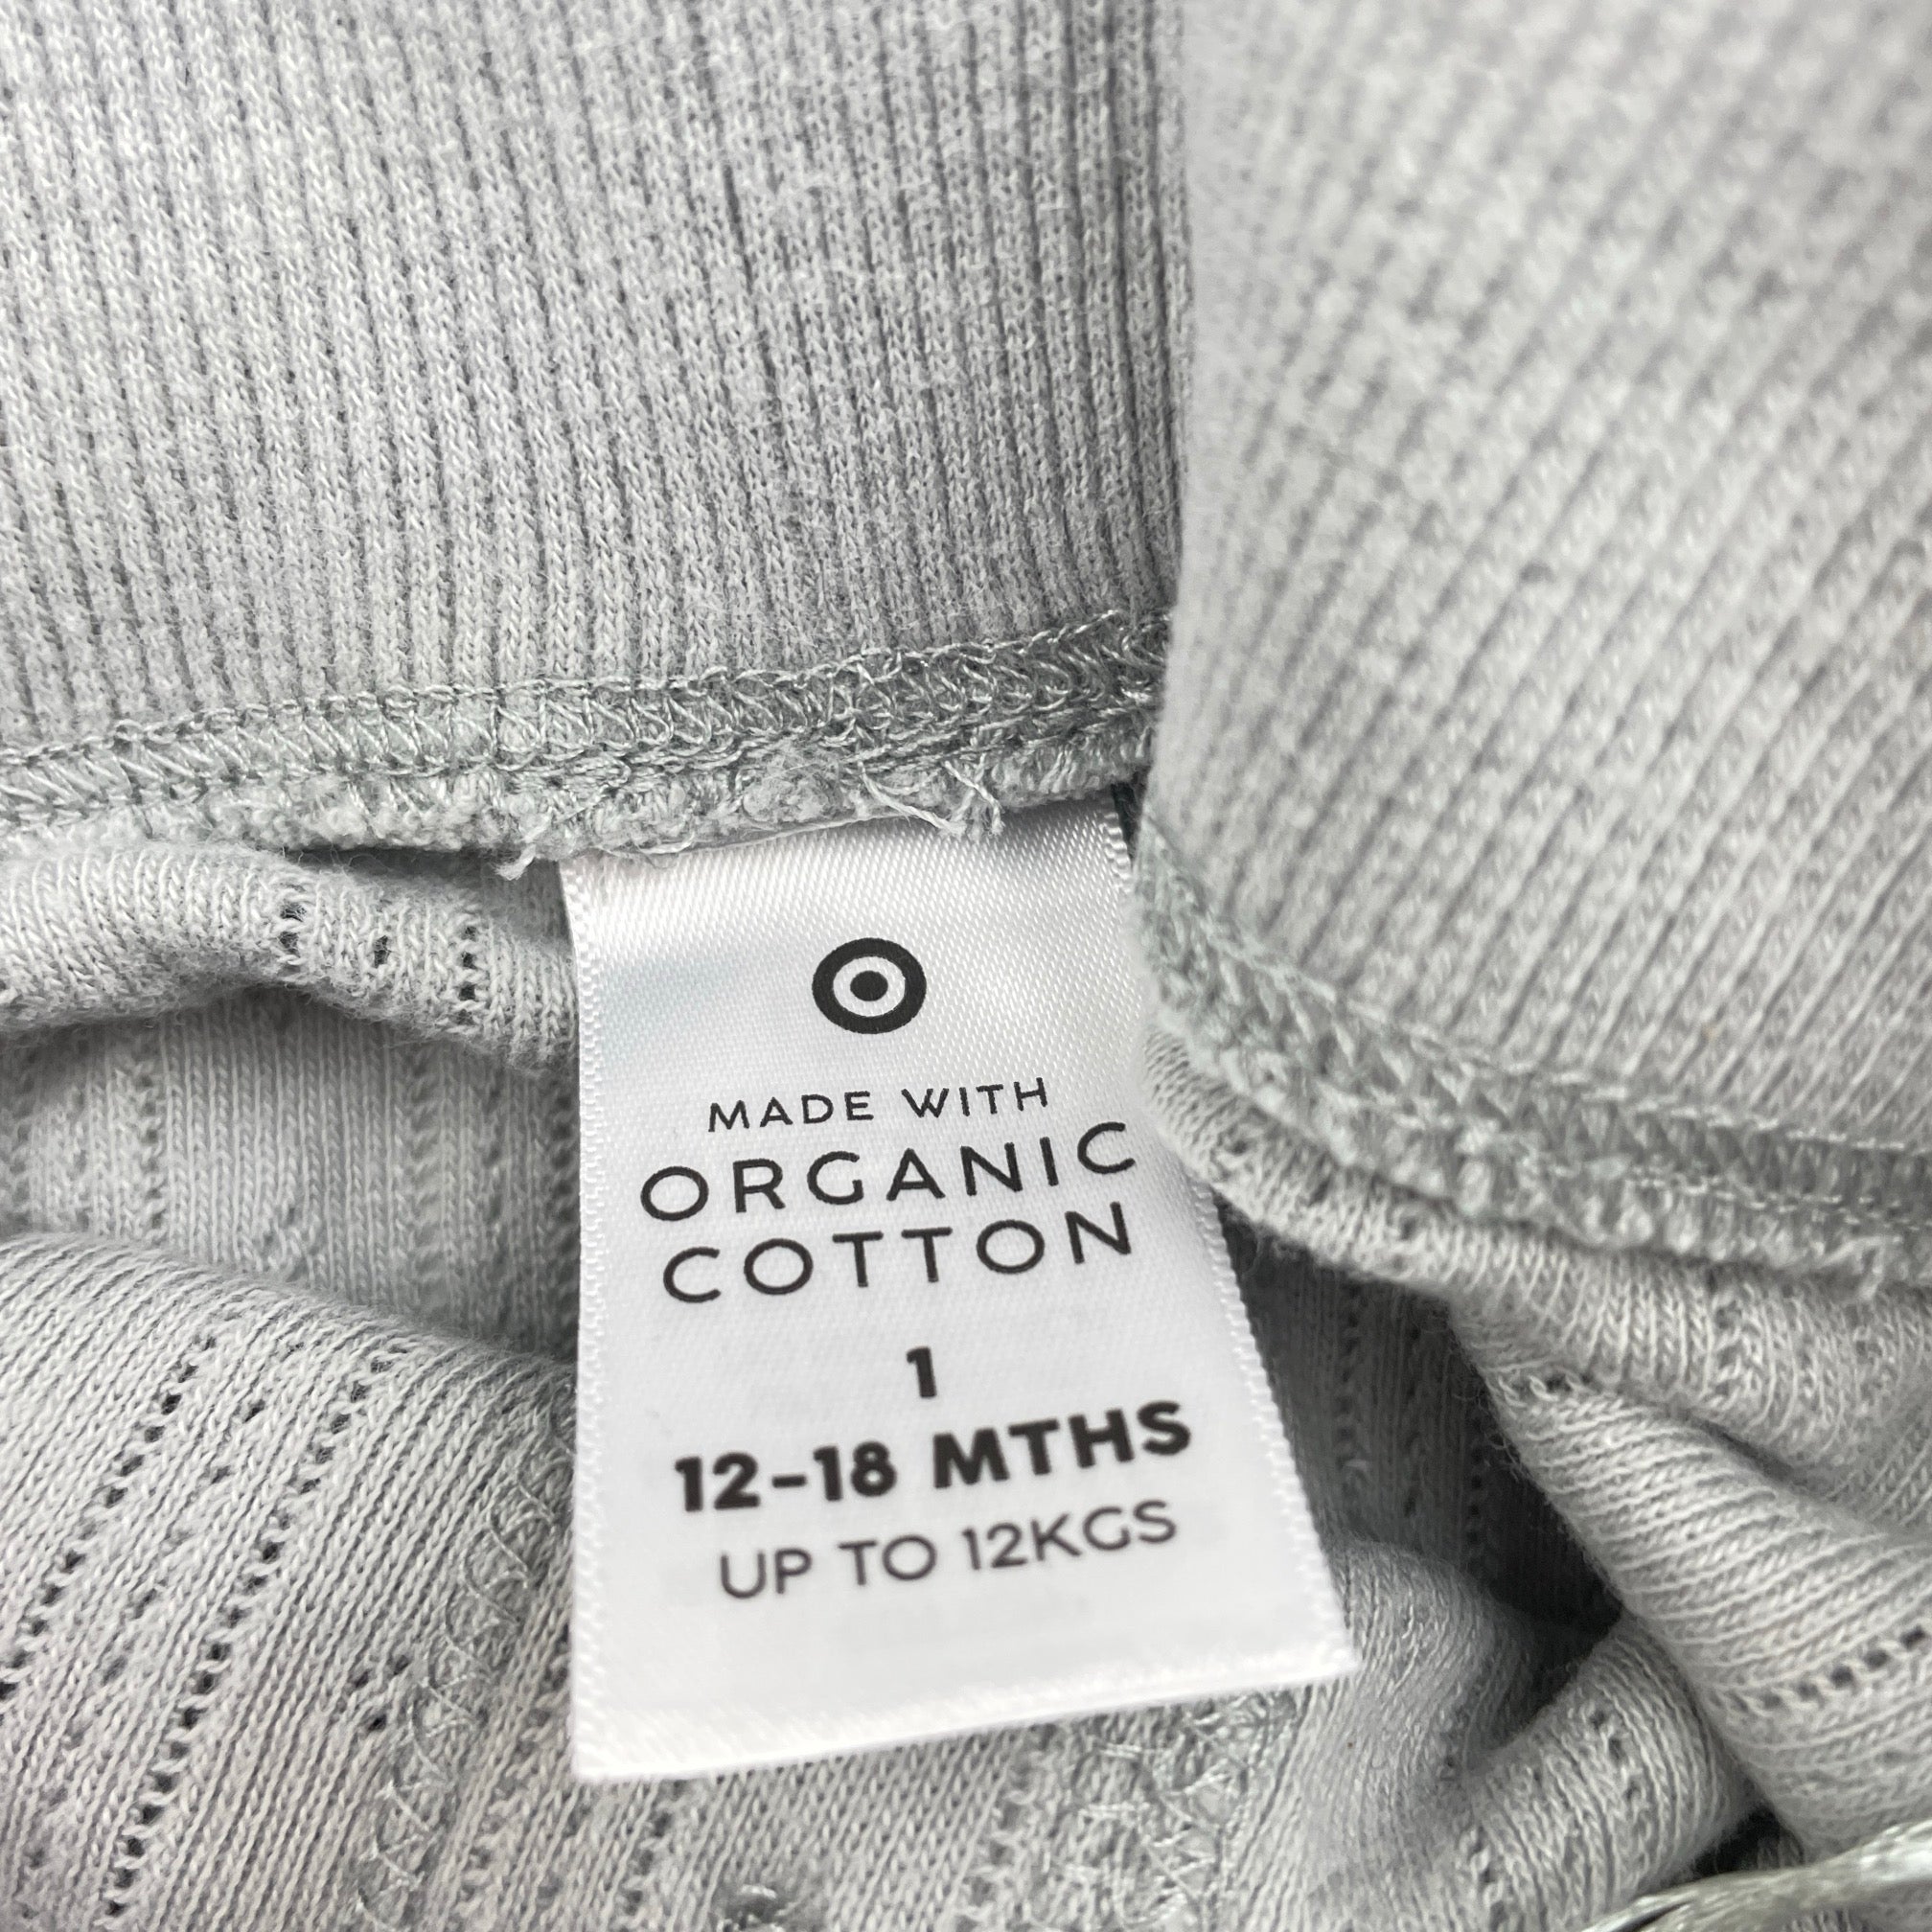 MADE WITH
ORGANIC
COTTON
1
12-18 MTHS
UP TO 12KGS